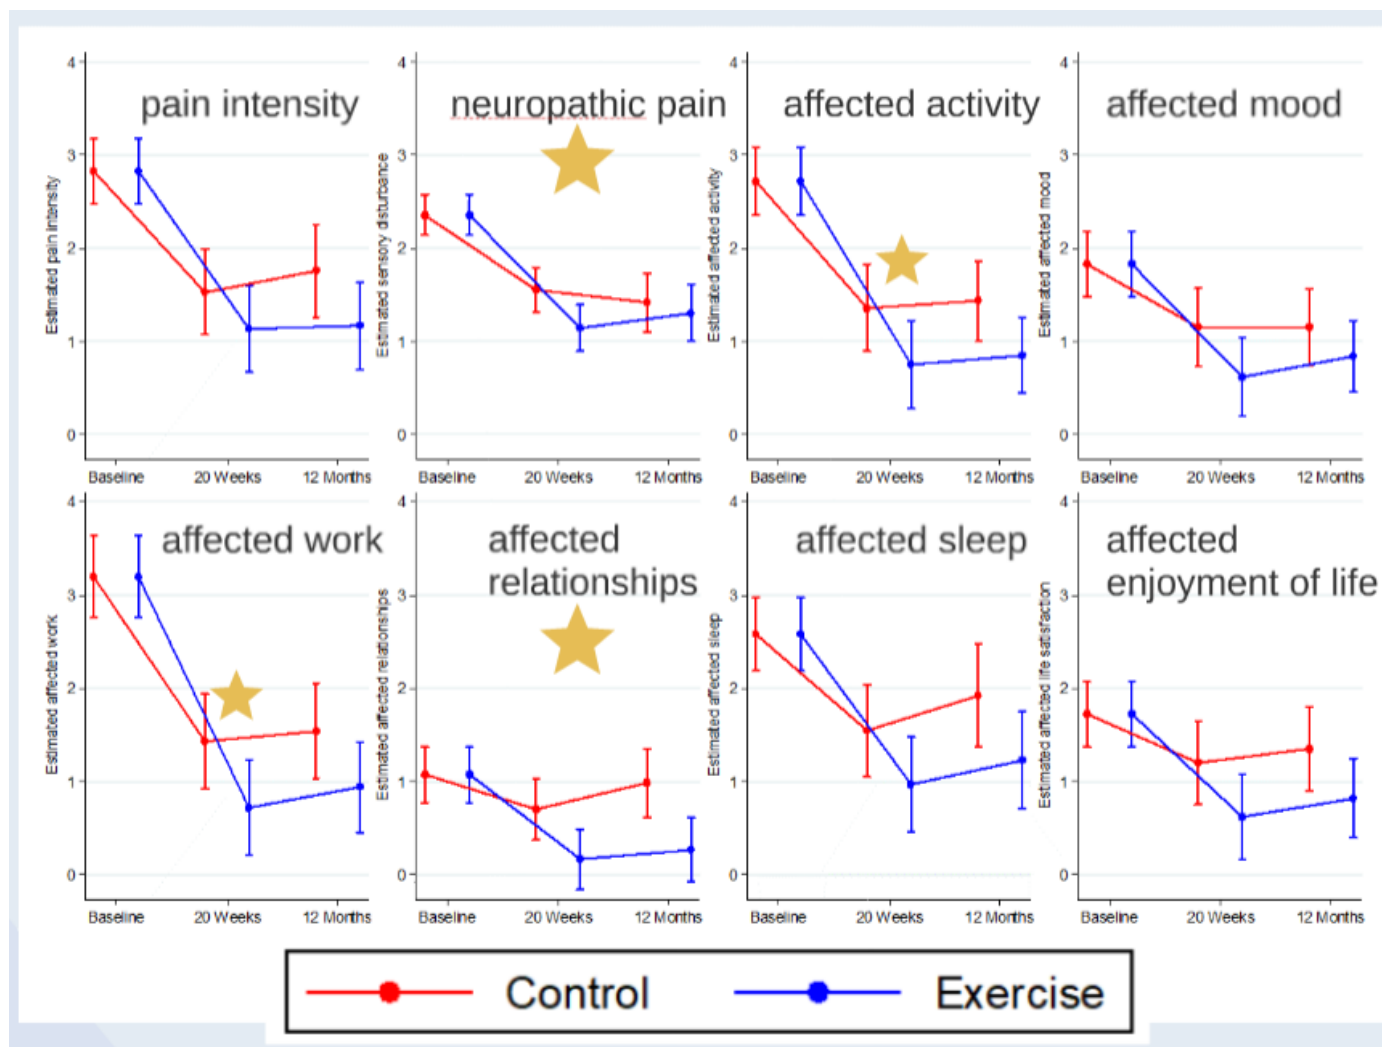 pain intensity
Estimated pain intensity
4
3
2
1
0
Baseline
20 Weeks
12 Months
neuropathic pain
Estimated sensory disturbance
4
3
2
1
0
Baseline
20 Weeks
12 Months
affected activity
Estimated affected activity
4
3
2
1
0
Baseline
20 Weeks
12 Months
affected mood
Estimated affected mood
4
3
2
1
0
Baseline
20 Weeks
12 Months
affected work
Estimated affected work
4
3
2
1
0
Baseline
20 Weeks
12 Months
affected
relationships
Estimated affected relationships
4
3
2
1
0
Baseline
20 Weeks
12 Months
affected sleep
Estimated affected sleep
4
3
2
1
0
Baseline
20 Weeks
12 Months
affected
enjoyment of life
Estimated affected life satisfaction
4
3
2
1
0
Baseline
20 Weeks
12 Months
Control
Exercise